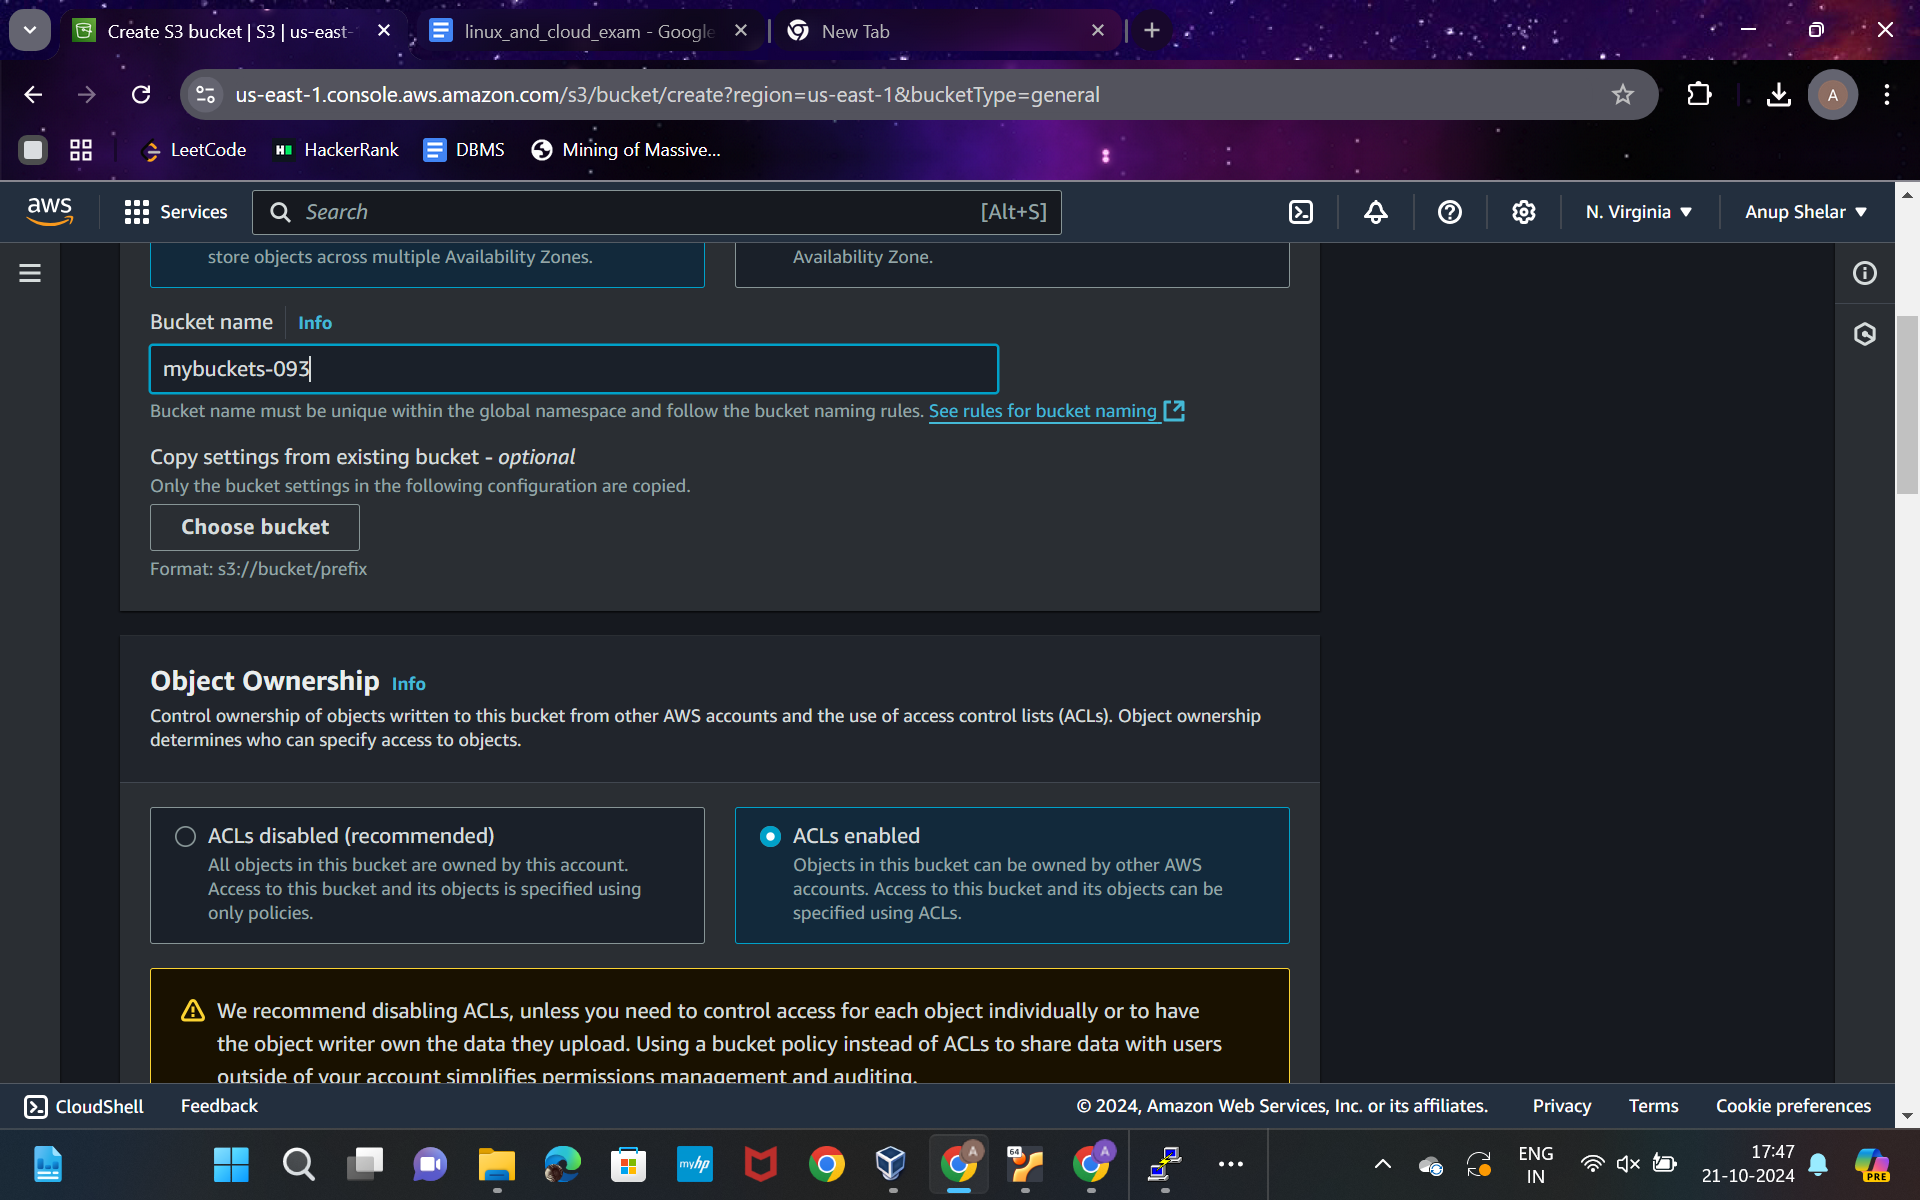 Create S3 bucket | S3 | us-east-
linux_and_cloud_exam - Google
New Tab
us-east-1.console.aws.amazon.com/s3/bucket/create?region=us-east-1&bucketType=general
A
LeetCode
HackerRank
DBMS
Mining of Massive...
aws
Services
Search
[Alt+S]
N. Virginia
Anup Shelar
store objects across multiple Availability Zones.
Availability Zone.
Bucket name
Info
mybuckets-093
Bucket name must be unique within the global namespace and follow the bucket naming rules. See rules for bucket naming
Copy settings from existing bucket - optional
Only the bucket settings in the following configuration are copied.
Choose bucket
Format: s3://bucket/prefix
Object Ownership Info
Control ownership of objects written to this bucket from other AWS accounts and the use of access control lists (ACLs). Object ownership
determines who can specify access to objects.
ACLs disabled (recommended)
All objects in this bucket are owned by this account.
Access to this bucket and its objects is specified using
only policies.
ACLs enabled
Objects in this bucket can be owned by other AWS
accounts. Access to this bucket and its objects can be
specified using ACLs.
We recommend disabling ACLs, unless you need to control access for each object individually or to have
the object writer own the data they upload. Using a bucket policy instead of ACLs to share data with users
outside of your account simplifies permissions management and auditing.
CloudShell
Feedback
© 2024, Amazon Web Services, Inc. or its affiliates.
Privacy
Terms
Cookie preferences
myhp
A
64
A
ENG
IN
17:47
21-10-2024
PRE